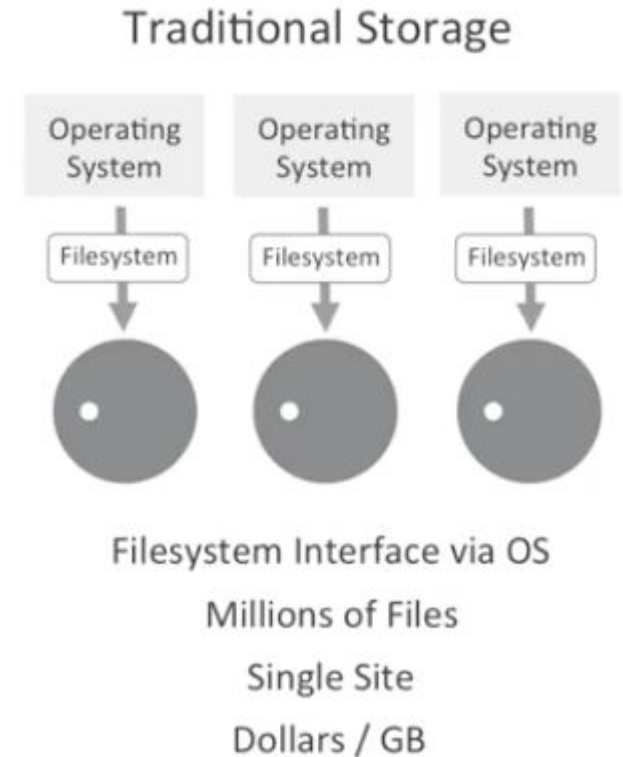 Traditional Storage
Operating Operating Operating
System System System
Filesystem Filesystem Filesystem
Filesystem Interface via OS
Millions of Files
Single Site
Dollars / GB